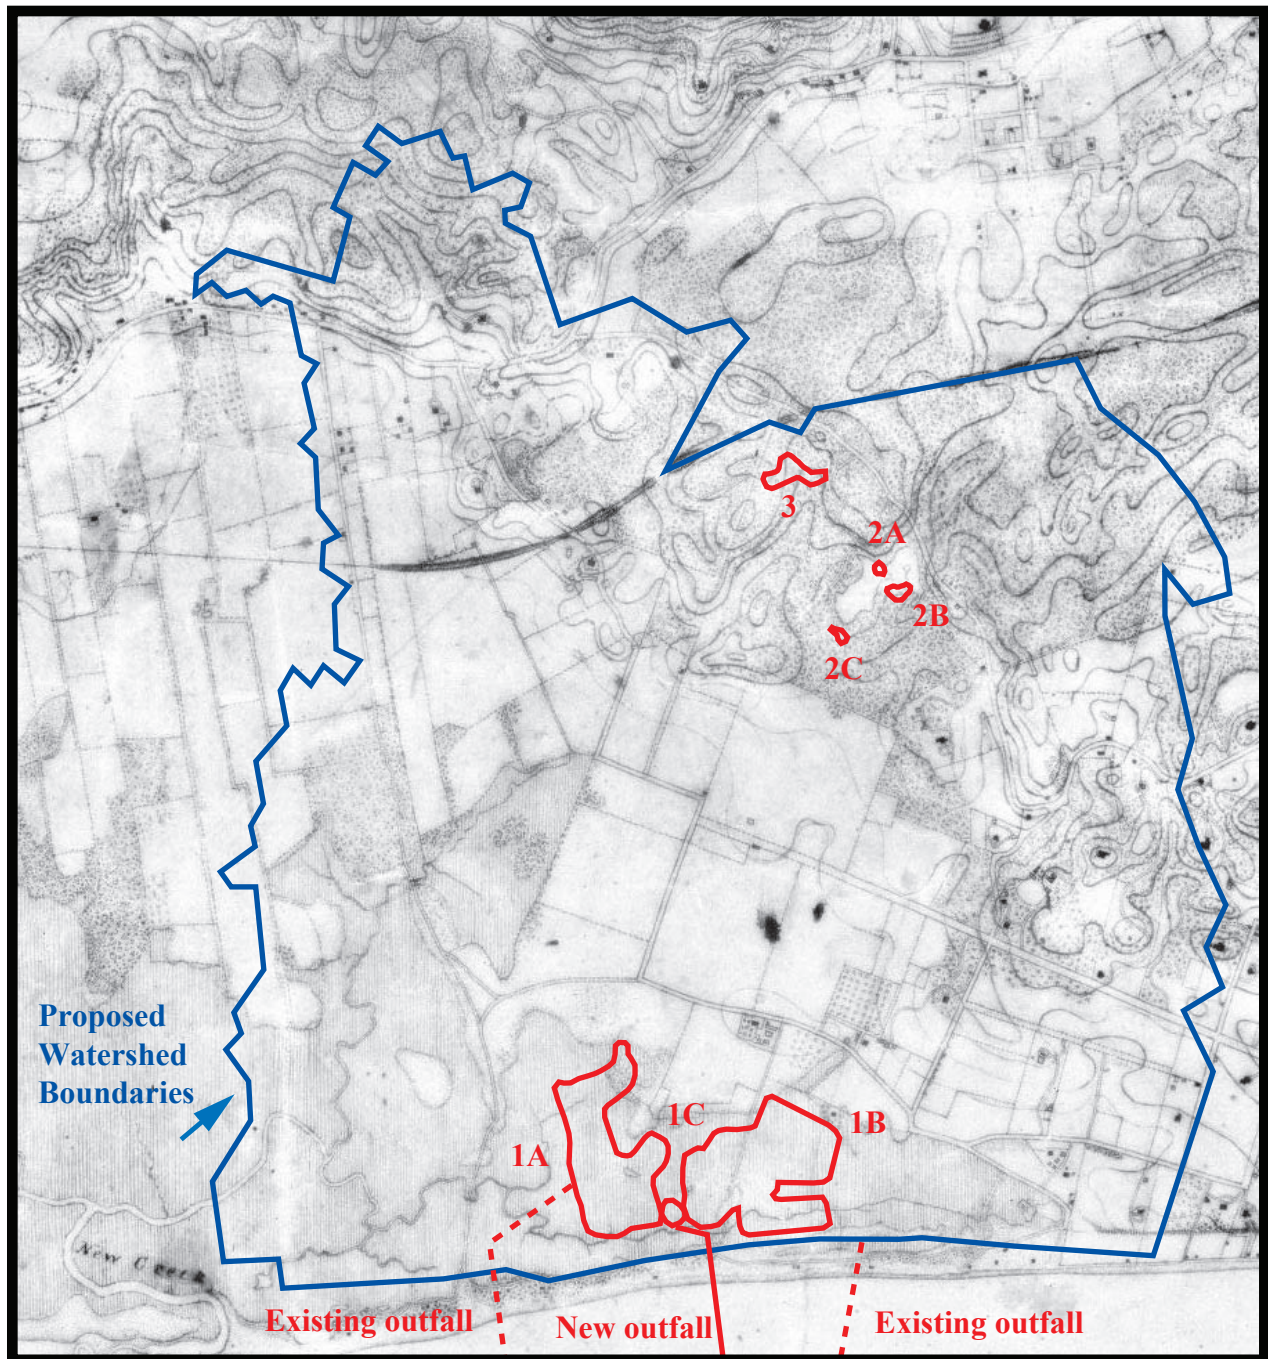 3
2A
2B
2C
Proposed
Watershed
Boundaries
1C
1B
1A
New Creek
Existing outfall
New outfall
Existing outfall